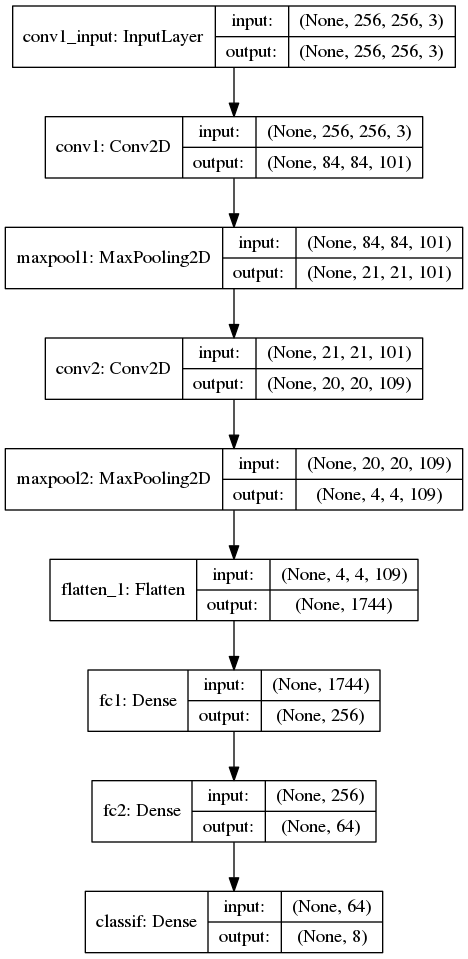 conv1_input: InputLayer
input: (None, 256, 256, 3)
output: (None, 256, 256, 3)
conv1: Conv2D
input: (None, 256, 256, 3)
output: (None, 84, 84, 101)
maxpool1: MaxPooling2D
input: (None, 84, 84, 101)
output: (None, 21, 21, 101)
conv2: Conv2D
input: (None, 21, 21, 101)
output: (None, 20, 20, 109)
maxpool2: MaxPooling2D
input: (None, 20, 20, 109)
output: (None, 4, 4, 109)
flatten_1: Flatten
input: (None, 4, 4, 109)
output: (None, 1744)
fc1: Dense
input: (None, 1744)
output: (None, 256)
fc2: Dense
input: (None, 256)
output: (None, 64)
classif: Dense
input: (None, 64)
output: (None, 8)